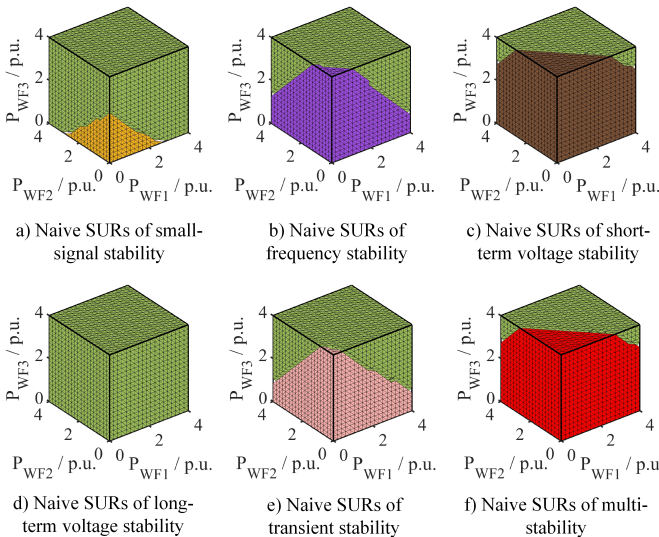 P_WF3 / p.u.
4
2
0
4
2
0
0
2
4
P_WF2 / p.u.
P_WF1 / p.u.
a) Naive SURs of small-
signal stability
P_WF3 / p.u.
4
2
0
4
2
0
0
2
4
P_WF2 / p.u.
P_WF1 / p.u.
b) Naive SURs of
frequency stability
P_WF3 / p.u.
4
2
0
4
2
0
0
2
4
P_WF2 / p.u.
P_WF1 / p.u.
c) Naive SURs of short-
term voltage stability
P_WF3 / p.u.
4
2
0
4
2
0
0
2
4
P_WF2 / p.u.
P_WF1 / p.u.
d) Naive SURs of long-
term voltage stability
P_WF3 / p.u.
4
2
0
4
2
0
0
2
4
P_WF2 / p.u.
P_WF1 / p.u.
e) Naive SURs of
transient stability
P_WF3 / p.u.
4
2
0
4
2
0
0
2
4
P_WF2 / p.u.
P_WF1 / p.u.
f) Naive SURs of multi-
stability